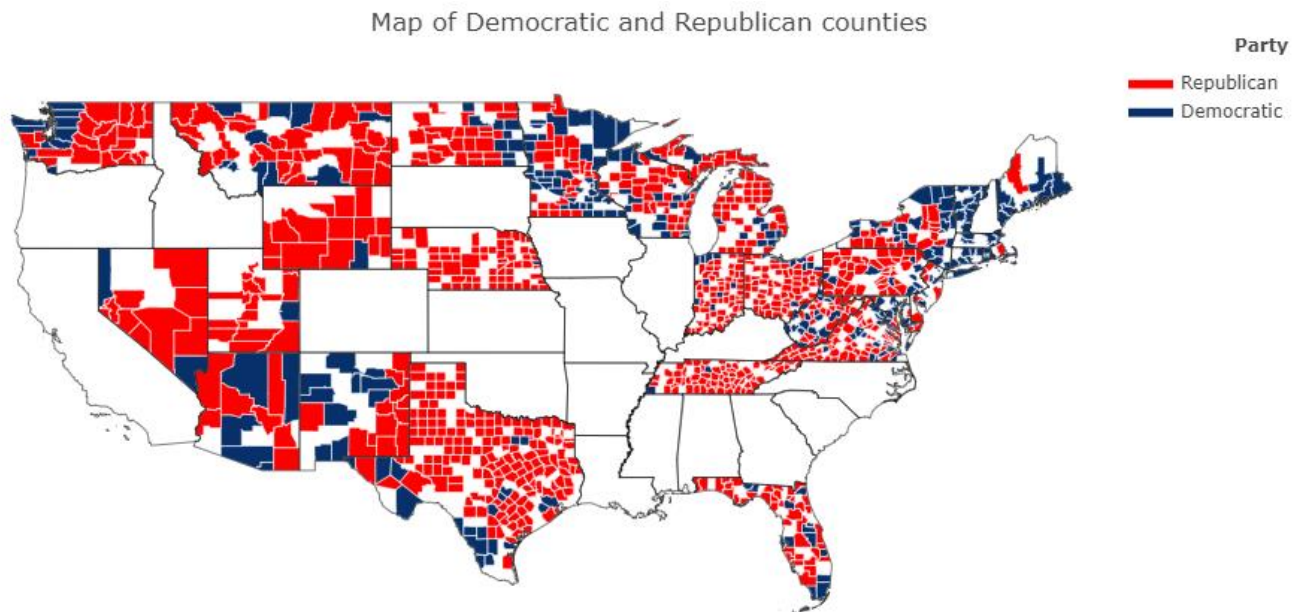 Map of Democratic and Republican counties
Party
Republican
Democratic